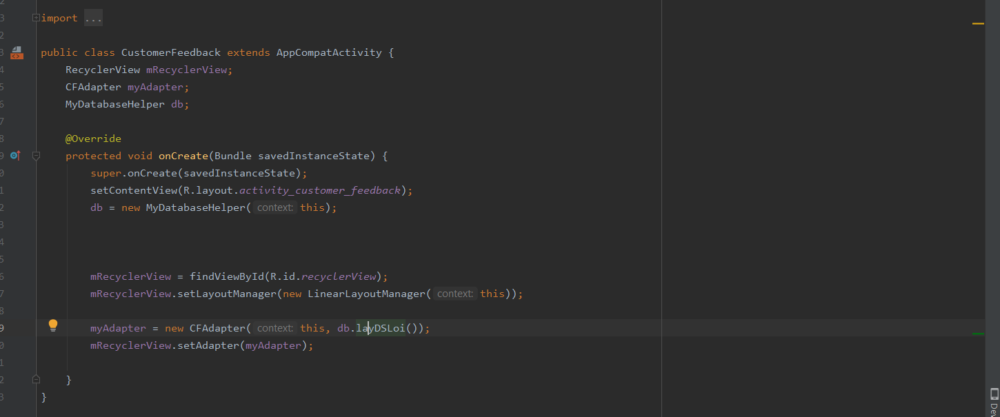 import ...
public class CustomerFeedback extends AppCompatActivity {
RecyclerView mRecyclerView;
CFAdapter myAdapter;
MyDatabaseHelper db;
@Override
protected void onCreate(Bundle savedInstanceState) {
super.onCreate(savedInstanceState);
setContentView(R.layout.activity_customer_feedback);
db = new MyDatabaseHelper( context: this);
mRecyclerView = findViewById(R.id.recyclerView);
mRecyclerView.setLayoutManager(new LinearLayoutManager( context: this));
myAdapter = new CFAdapter( context: this, db.layDSLoi());
mRecyclerView.setAdapter(myAdapter);
}
}